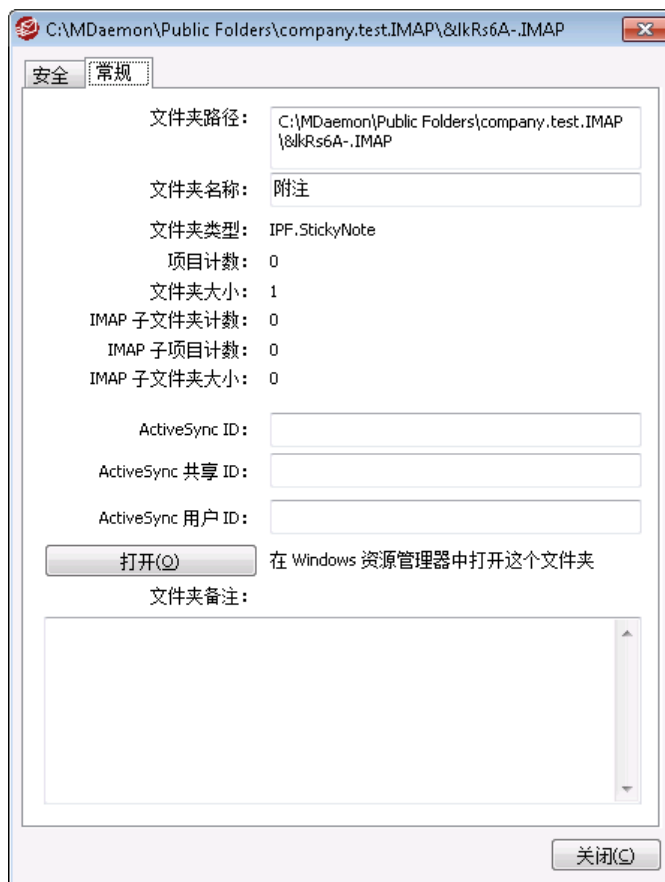 C:\MDaemon\Public Folders\company.test.IMAP\&lkRs6A-.IMAP
安全
常规
文件夹路径:
C:\MDaemon\Public Folders\company.test.IMAP
\&lkRs6A-.IMAP
文件夹名称: 附注
文件夹类型: IPF.StickyNote
项目计数: 0
文件夹大小: 1
IMAP 子文件夹计数: 0
IMAP 子项目计数: 0
IMAP 子文件夹大小: 0
ActiveSync ID:
ActiveSync 共享 ID:
ActiveSync 用户 ID:
打开(O) 在 Windows 资源管理器中打开这个文件夹
文件夹备注:
关闭(C)